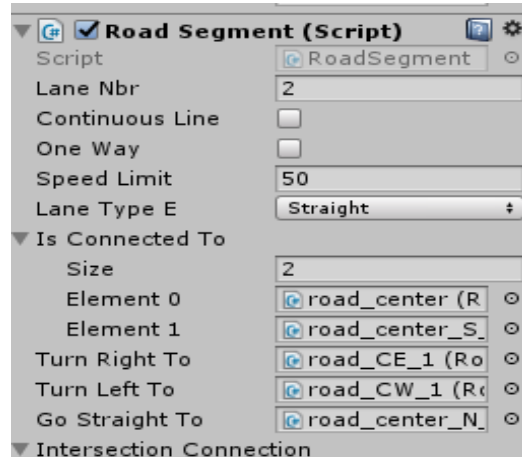 Road Segment (Script)
Script RoadSegment
Lane Nbr 2
Continuous Line
One Way
Speed Limit 50
Lane Type E Straight
Is Connected To
Size 2
Element 0 road_center (R
Element 1 road_center_S_
Turn Right To road_CE_1 (Ro
Turn Left To road_CW_1 (Ro
Go Straight To road_center_N_
Intersection Connection